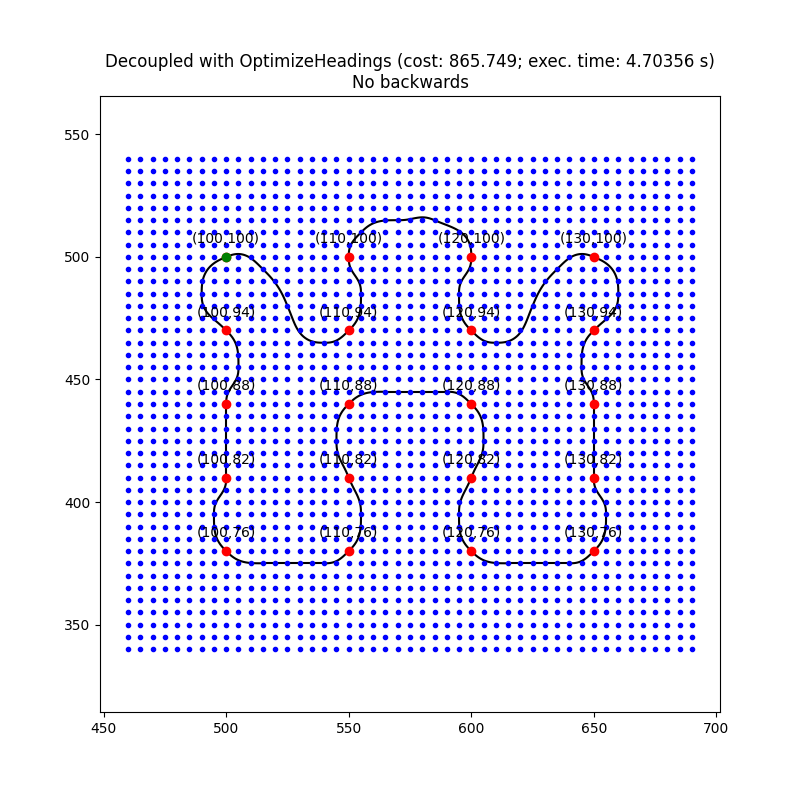 Decoupled with OptimizeHeadings (cost: 865.749; exec. time: 4.70356 s)
No backwards
550
500
450
400
350
(100,100) (110,100) (120,100) (130,100)
(100,94) (110,94) (120,94) (130,94)
(100,88) (110,88) (120,88) (130,88)
(100,82) (110,82) (120,82) (130,82)
(100,76) (110,76) (120,76) (130,76)
450 500 550 600 650 700